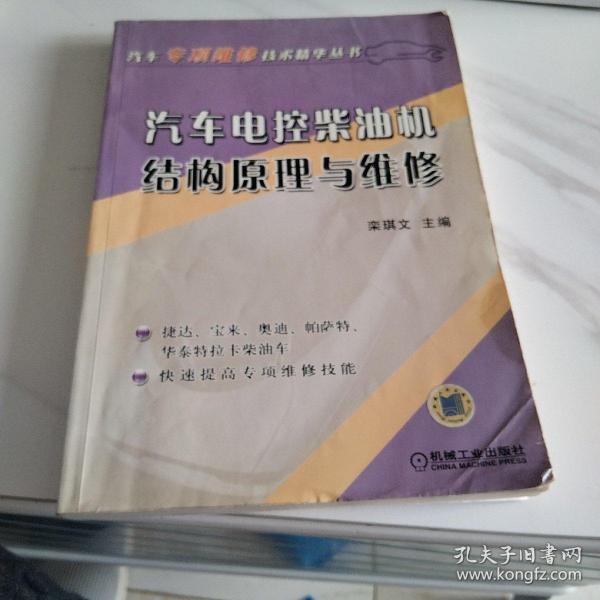 汽车专项维修技术精华丛书
汽车电控柴油机
结构原理与维修
栾琪文 主编
捷达、宝来、奥迪、帕萨特、
华泰特拉卡柴油车
快速提高专项维修技能
机械工业出版社
CHINA MACHINE PRESS
孔夫子旧书网
www.kongfz.com